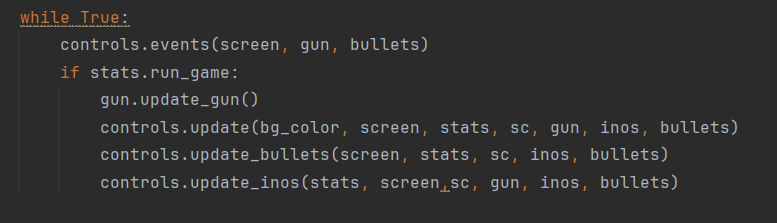 while True:
    controls.events(screen, gun, bullets)
    if stats.run_game:
        gun.update_gun()
        controls.update(bg_color, screen, stats, sc, gun, inos, bullets)
        controls.update_bullets(screen, stats, sc, inos, bullets)
        controls.update_inos(stats, screen,sc, gun, inos, bullets)